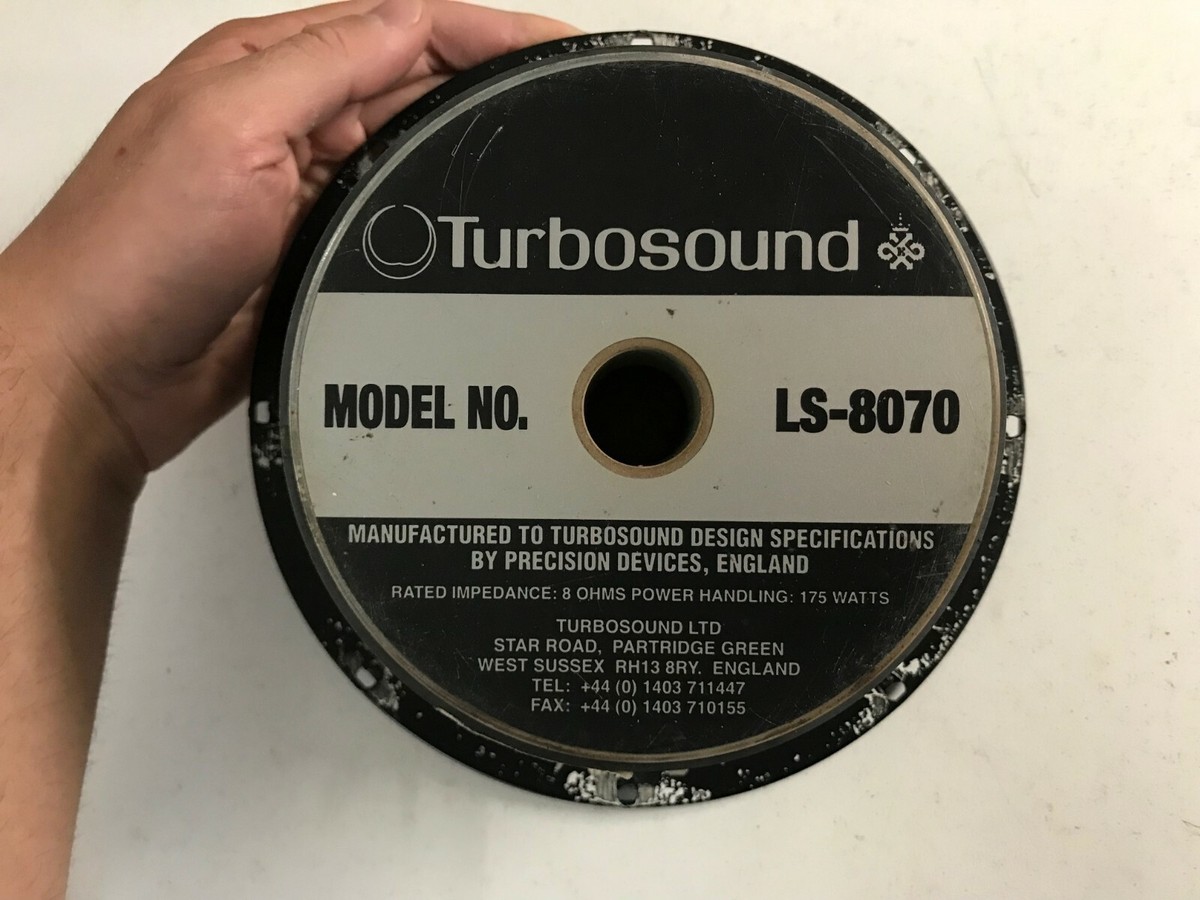 Turbosound
MODEL NO. LS-8070
MANUFACTURED TO TURBOSOUND DESIGN SPECIFICATIONS
BY PRECISION DEVICES, ENGLAND
RATED IMPEDANCE: 8 OHMS POWER HANDLING: 175 WATTS
TURBOSOUND LTD
STAR ROAD, PARTRIDGE GREEN
WEST SUSSEX RH13 8RY. ENGLAND
TEL: +44 (0) 1403 711447
FAX: +44 (0) 1403 710155